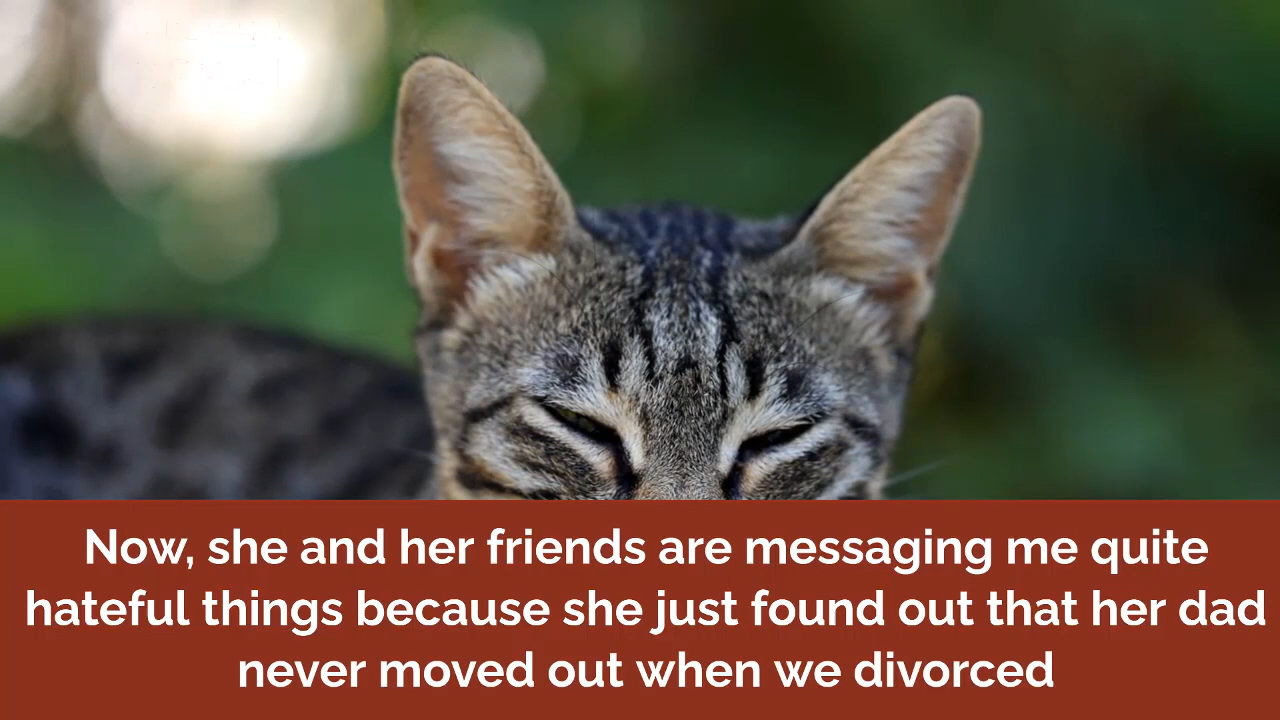 Now, she and her friends are messaging me quite
hateful things because she just found out that her dad
never moved out when we divorced